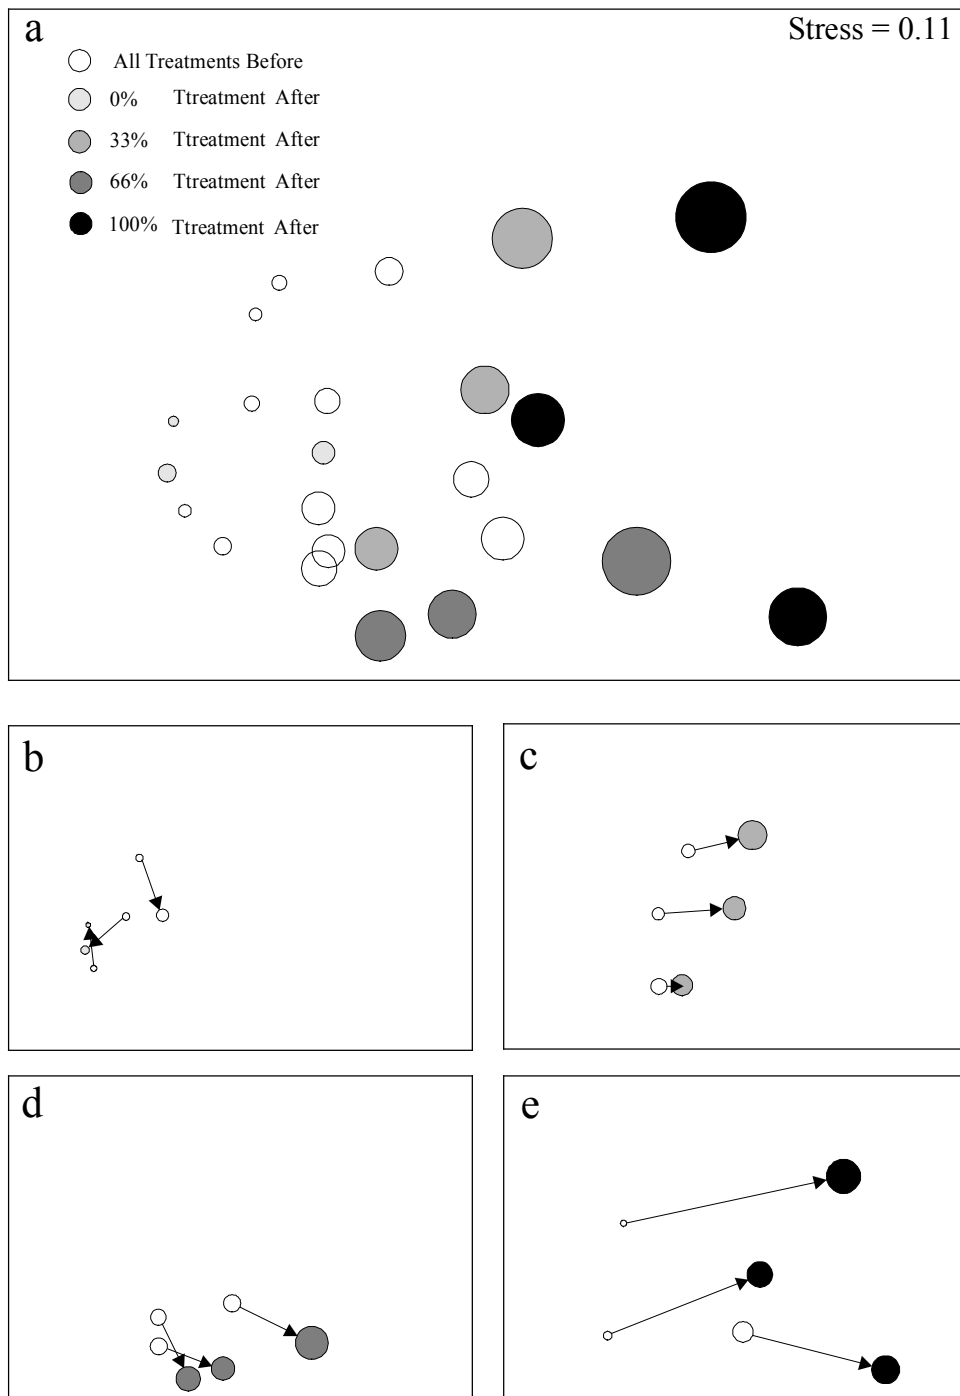 a
Stress = 0.11
All Treatments Before
0% Ttreatment After
33% Ttreatment After
66% Ttreatment After
100% Ttreatment After
b
c
d
e